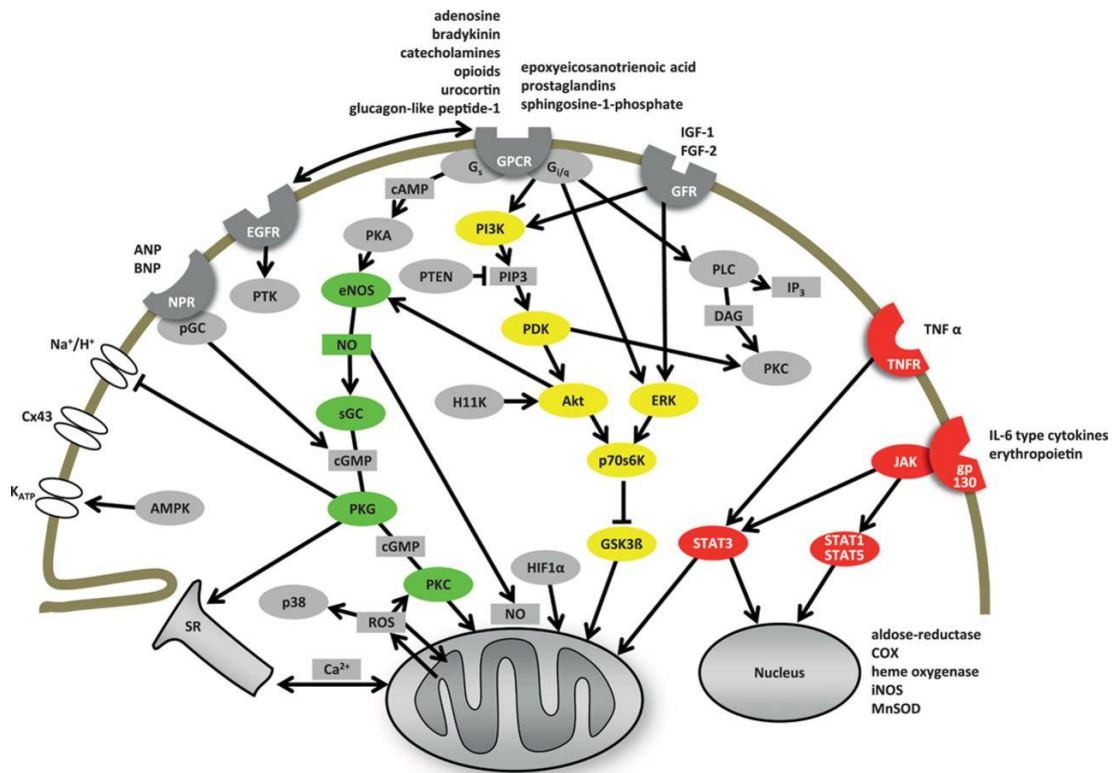 adenosine
bradykinin
catecholamines
opioids
urocortin
glucagon-like peptide-1
epoxyeicosanotrienoic acid
prostaglandins
sphingosine-1-phosphate
IGF-1
FGF-2
Gs
GPCR
Gi/q
GFR
cAMP
EGFR
PKA
PI3K
ANP
BNP
PTEN
PIP3
PLC
IP3
NPR
PTK
eNOS
DAG
pGC
PDK
TNF α
Na⁺/H⁺
NO
TNFR
PKC
H11K
Akt
ERK
Cx43
sGC
IL-6 type cytokines
erythropoietin
cGMP
p70s6K
JAK
gp
130
KATP
AMPK
PKG
GSK3ß
STAT3
STAT1
STAT5
cGMP
HIF1α
PKC
p38
ROS
NO
SR
aldose-reductase
COX
heme oxygenase
iNOS
MnSOD
Ca²⁺
Nucleus